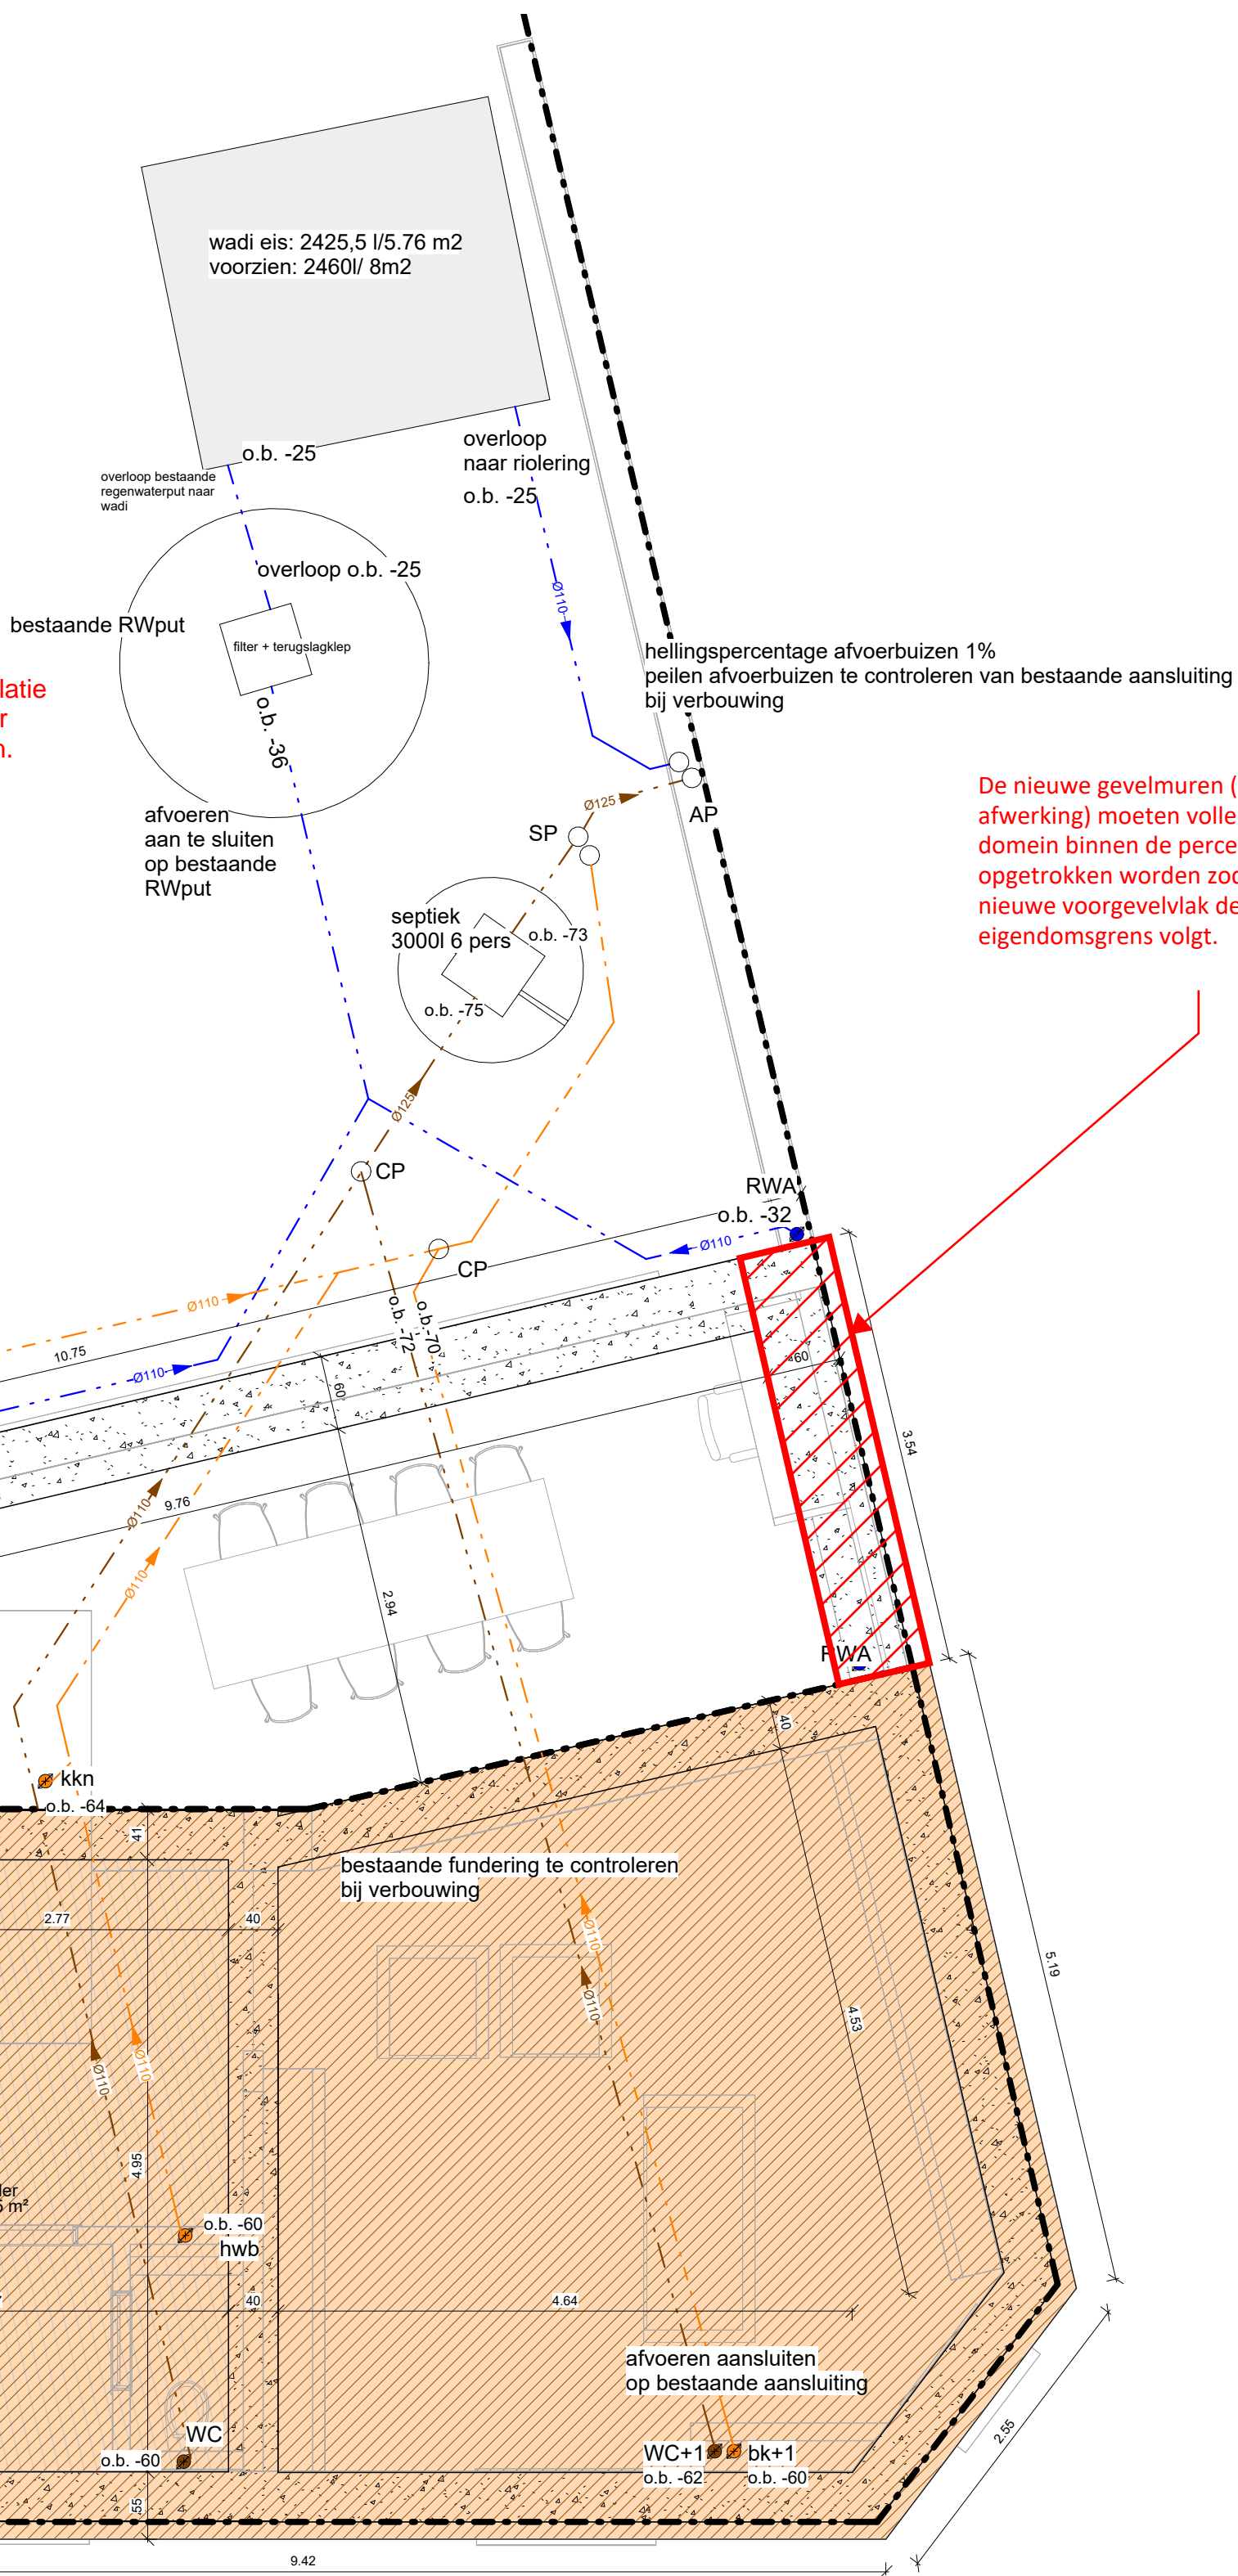 wadi eis: 2425,5 l/5.76 m2
voorzien: 2460l/ 8m2
o.b. -25
overloop
naar riolering
o.b. -25
overloop bestaande
regenwaterput naar
wadi
overloop o.b. -25
Ø110
bestaande RWput
filter + terugslagklep
hellingspercentage afvoerbuizen 1%
peilen afvoerbuizen te controleren van bestaande aansluiting
bij verbouwing
latie
r
n.
o.b. -36
De nieuwe gevelmuren (
afwerking) moeten volle
domein binnen de perce
opgetrokken worden zod
nieuwe voorgevelvlak de
eigendomsgrens volgt.
afvoeren
aan te sluiten
op bestaande
RWput
Ø125
AP
SP
septiek
3000l 6 pers
o.b. -73
o.b. -75
Ø125
CP
RWA
o.b. -32
Ø110
CP
Ø110
o.b. -72
o.b.-70
10.75
Ø110
60
60
3.54
9.76
Ø110
Ø110
2.94
RWA
40
kkn
o.b. -64
41
bestaande fundering te controleren
bij verbouwing
2.77
40
Ø110
Ø110
5.19
4.53
Ø110
Ø110
4.95
ler
5 m²
o.b. -60
hwb
40
4.64
afvoeren aansluiten
op bestaande aansluiting
WC
o.b. -60
WC+1
bk+1
o.b. -62
o.b. -60
2.55
55
9.42